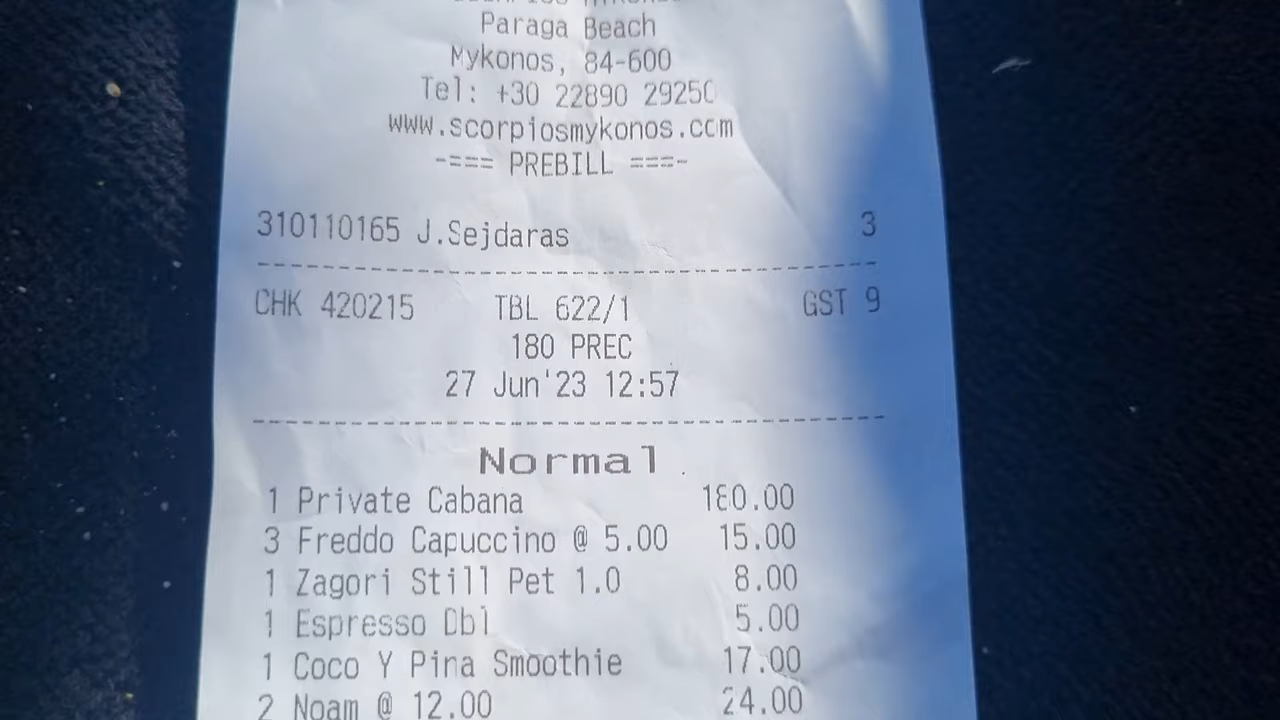 Paraga Beach
Mykonos, 84-600
Tel: +30 22890 29250
www.scorpiosmykonos.com
-=== PREBILL ===-
310110165 J.Sejdaras 3
CHK 420215 TBL 622/1 GST 9
180 PREC
27 Jun'23 12:57
Normal
1 Private Cabana 180.00
3 Freddo Capuccino @ 5.00 15.00
1 Zagori Still Pet 1.0 8.00
1 Espresso Dbl 5.00
1 Coco Y Pina Smoothie 17.00
2 Noam @ 12.00 24.00